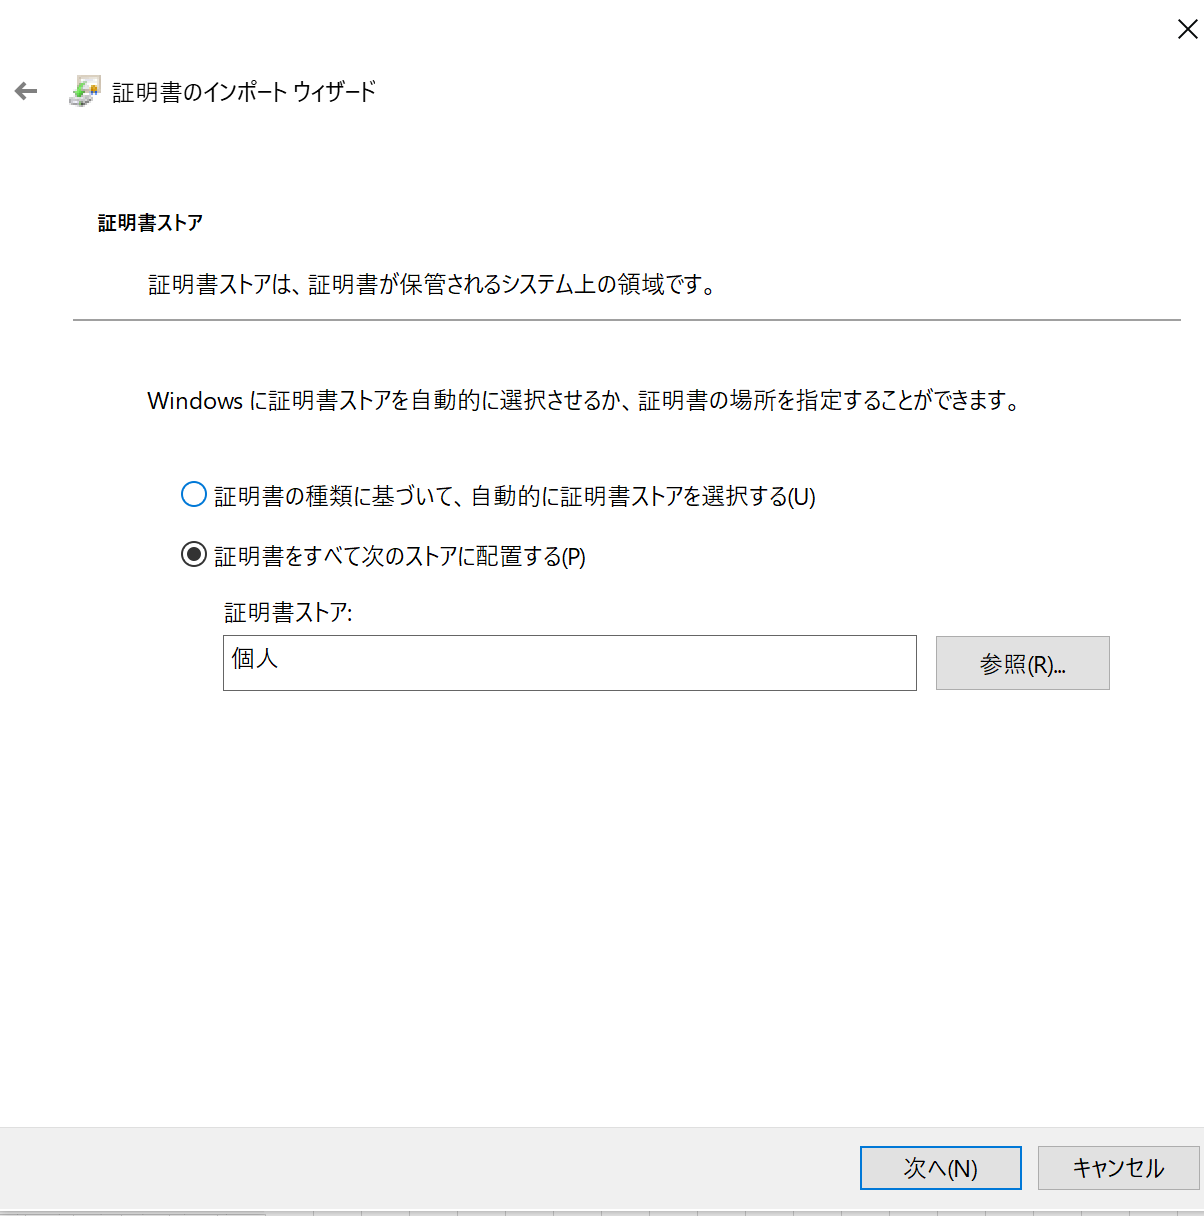 証明書のインポート ウィザード
証明書ストア
証明書ストアは、証明書が保管されるシステム上の領域です。
Windows に証明書ストアを自動的に選択させるか、証明書の場所を指定することができます。
証明書の種類に基づいて、自動的に証明書ストアを選択する(U)
証明書をすべて次のストアに配置する(P)
証明書ストア:
個人
参照(R)...
次へ(N)
キャンセル